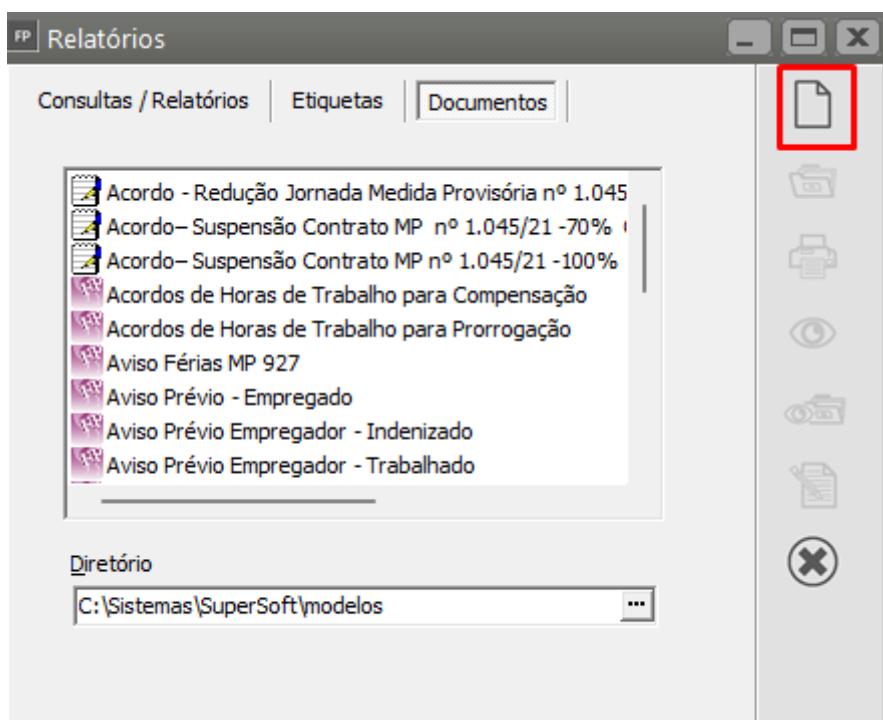 FP Relatórios
Consultas / Relatórios Etiquetas Documentos
Acordo - Redução Jornada Medida Provisória nº 1.045
Acordo– Suspensão Contrato MP nº 1.045/21 -70%
Acordo– Suspensão Contrato MP nº 1.045/21 -100%
Acordos de Horas de Trabalho para Compensação
Acordos de Horas de Trabalho para Prorrogação
Aviso Férias MP 927
Aviso Prévio - Empregado
Aviso Prévio Empregador - Indenizado
Aviso Prévio Empregador - Trabalhado
Diretório
C:\Sistemas\SuperSoft\modelos ...